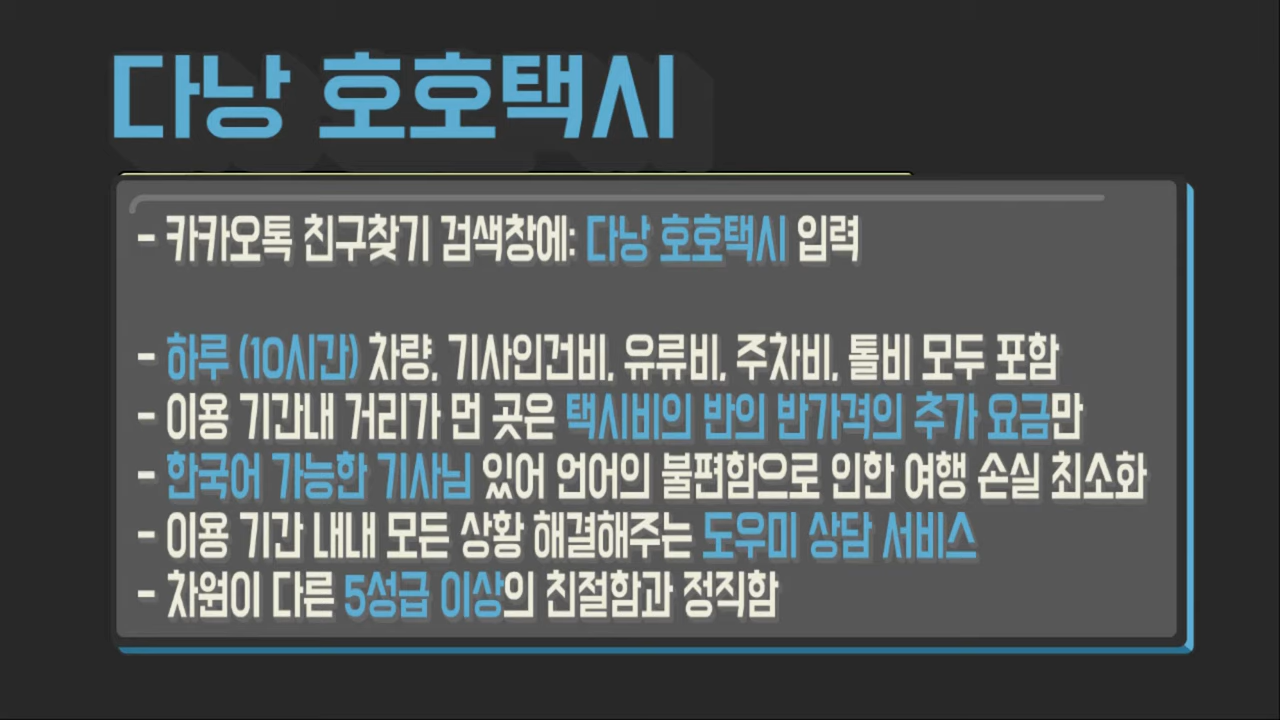 다낭 호호택시
- 카카오톡 친구찾기 검색창에: 다낭 호호택시 입력
- 하루 (10시간) 차량, 기사인건비, 유류비, 주차비, 톨비 모두 포함
- 이용 기간내 거리가 먼 곳은 택시비의 반의 반가격의 추가 요금만
- 한국어 가능한 기사님 있어 언어의 불편함으로 인한 여행 손실 최소화
- 이용 기간 내내 모든 상황 해결해주는 도우미 상담 서비스
- 차원이 다른 5성급 이상의 친절함과 정직함